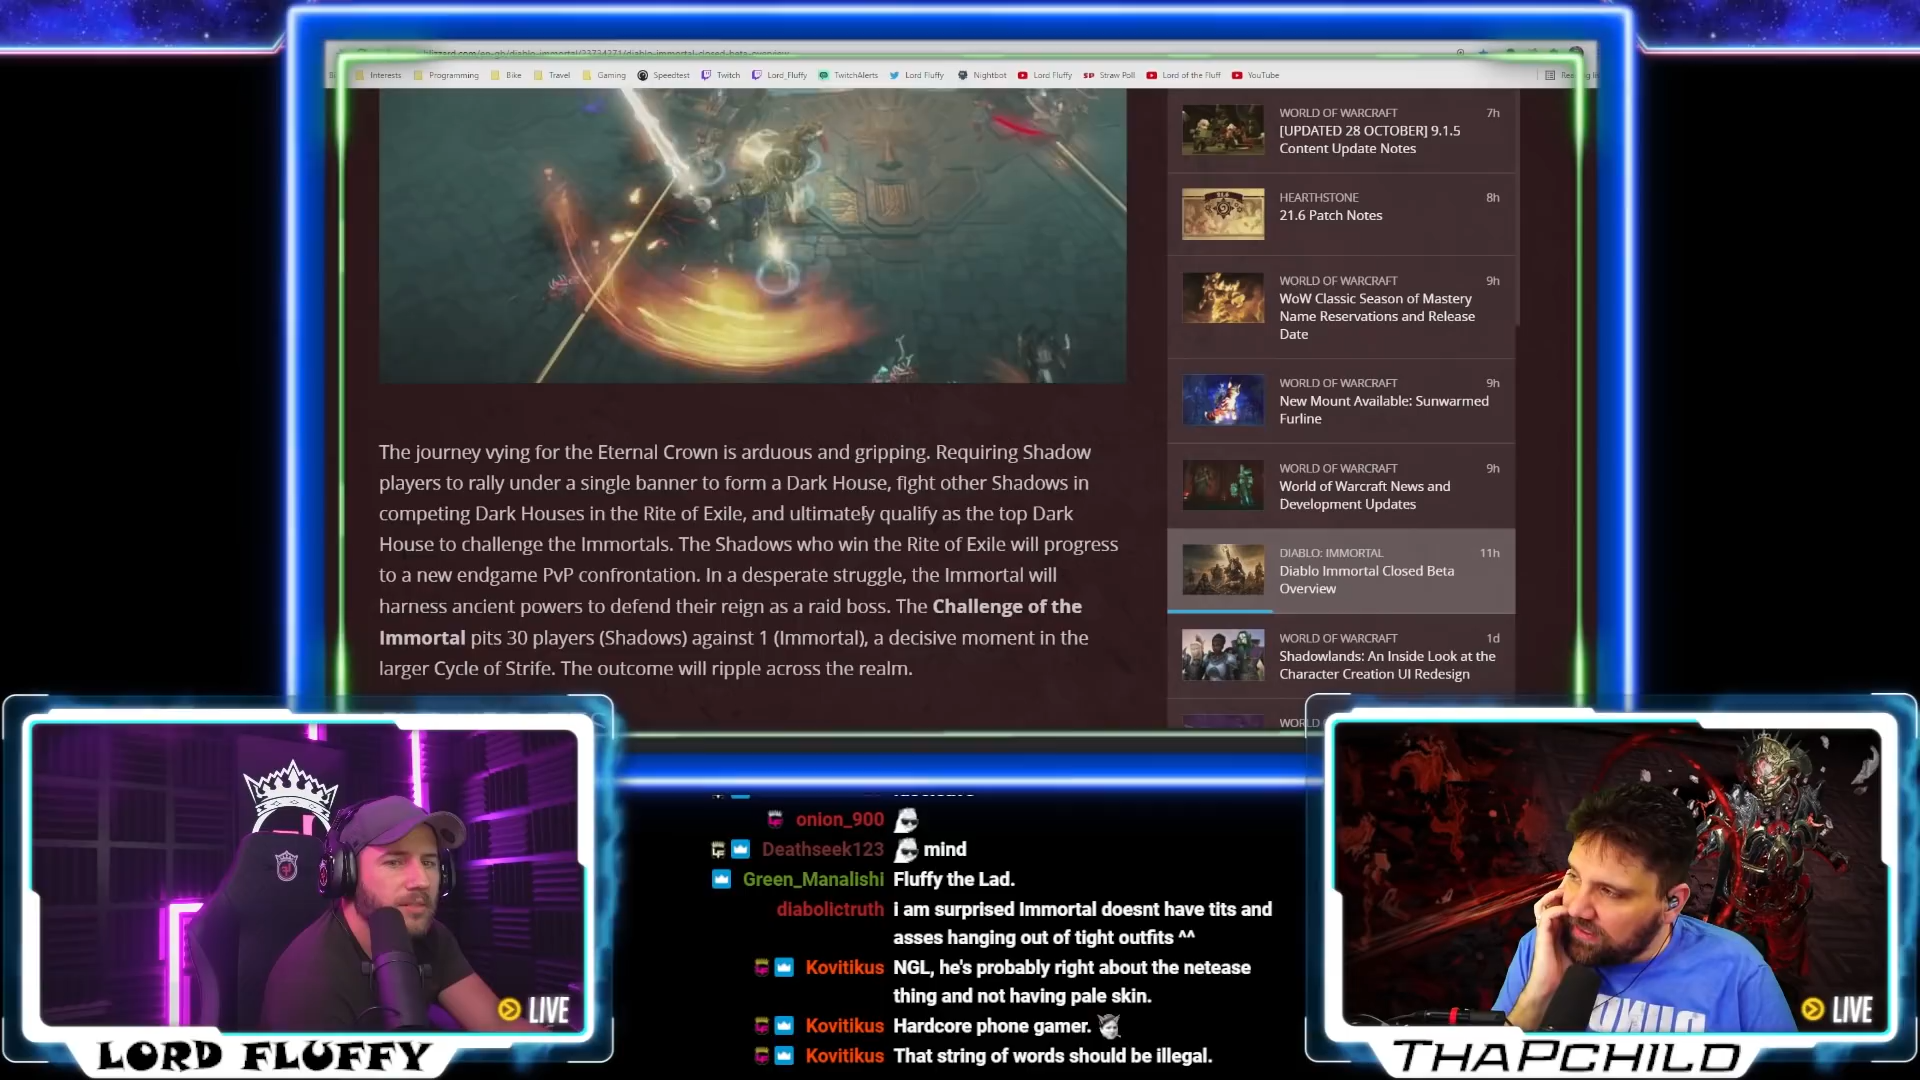 blizzard.com/en-gb/diablo-immortal/23734271/diablo-immortal-closed-beta-overview
Interests Programming Bike Travel Gaming Speedtest Twitch Lord_Fluffy TwitchAlerts Lord Fluffy Nightbot Lord Fluffy Straw Poll Lord of the Fluff YouTube
WORLD OF WARCRAFT 7h
[UPDATED 28 OCTOBER] 9.1.5
Content Update Notes
HEARTHSTONE 8h
21.6 Patch Notes
WORLD OF WARCRAFT 9h
WoW Classic Season of Mastery
Name Reservations and Release
Date
WORLD OF WARCRAFT 9h
New Mount Available: Sunwarmed
Furline
WORLD OF WARCRAFT 9h
World of Warcraft News and
Development Updates
DIABLO: IMMORTAL 11h
Diablo Immortal Closed Beta
Overview
WORLD OF WARCRAFT 1d
Shadowlands: An Inside Look at the
Character Creation UI Redesign
The journey vying for the Eternal Crown is arduous and gripping. Requiring Shadow
players to rally under a single banner to form a Dark House, fight other Shadows in
competing Dark Houses in the Rite of Exile, and ultimately qualify as the top Dark
House to challenge the Immortals. The Shadows who win the Rite of Exile will progress
to a new endgame PvP confrontation. In a desperate struggle, the Immortal will
harness ancient powers to defend their reign as a raid boss. The Challenge of the
Immortal pits 30 players (Shadows) against 1 (Immortal), a decisive moment in the
larger Cycle of Strife. The outcome will ripple across the realm.
onion_900
Deathseek123 mind
Green_Manalishi Fluffy the Lad.
diabolictruth i am surprised Immortal doesnt have tits and
asses hanging out of tight outfits ^^
Kovitikus NGL, he's probably right about the netease
thing and not having pale skin.
Kovitikus Hardcore phone gamer.
Kovitikus That string of words should be illegal.
LIVE
LORD FLUFFY
LIVE
THAPCHILD